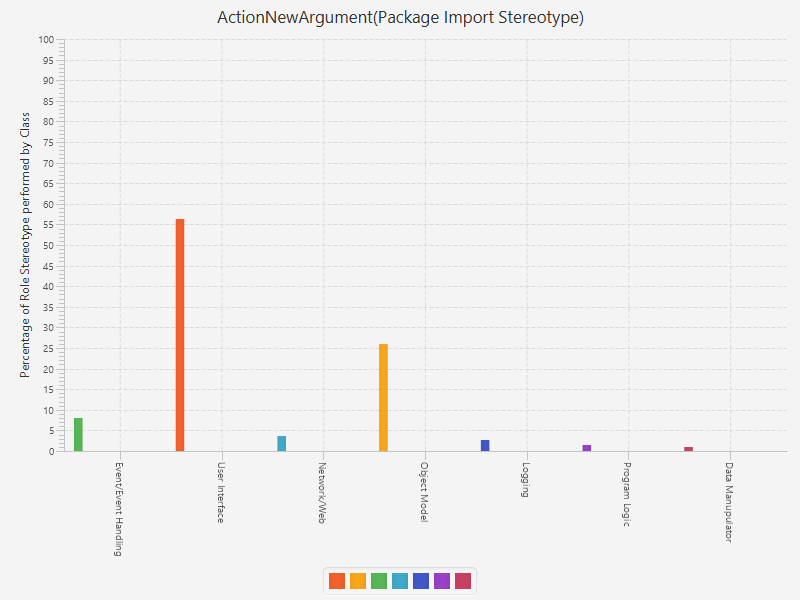 ActionNewArgument(Package Import Stereotype)
Percentage of Role Stereotype performed by Class
100
95
90
85
80
75
70
65
60
55
50
45
40
35
30
25
20
15
10
5
0
Event/Event Handling
User Interface
Network/Web
Object Model
Logging
Program Logic
Data Manupulator